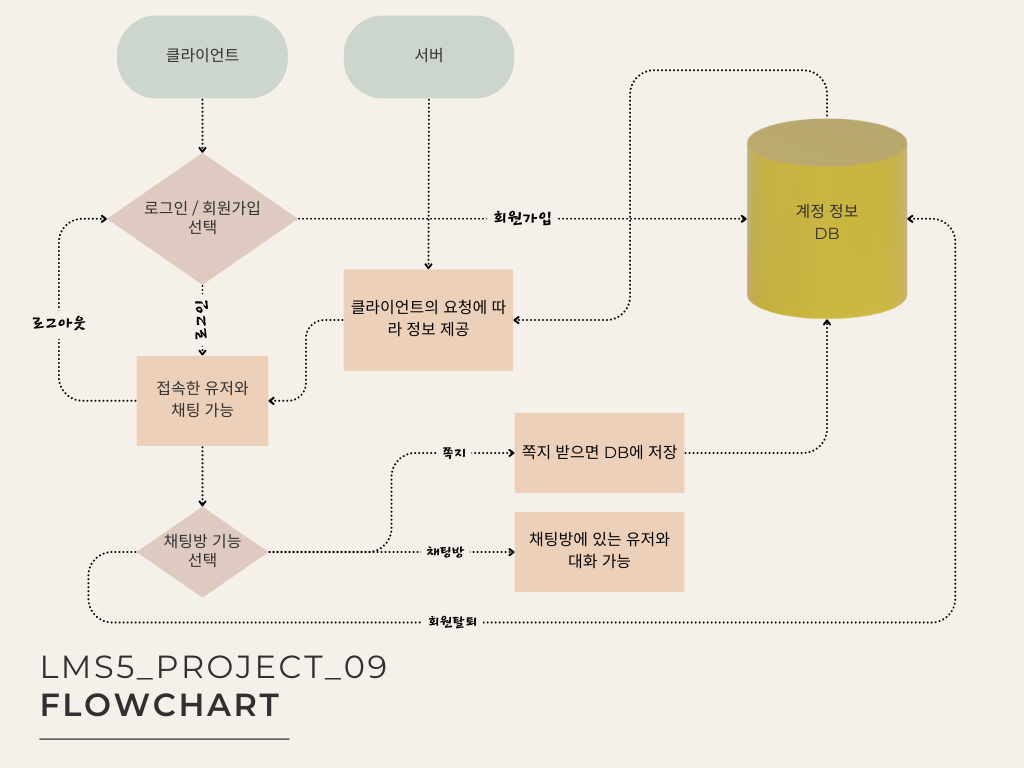 클라이언트
서버
로그인 / 회원가입
선택
회원가입
계정 정보
DB
로그인
로그아웃
클라이언트의 요청에 따
라 정보 제공
접속한 유저와
채팅 가능
쪽지
쪽지 받으면 DB에 저장
채팅방 기능
선택
채팅방
채팅방에 있는 유저와
대화 가능
회원탈퇴
LMS5_PROJECT_09
FLOWCHART